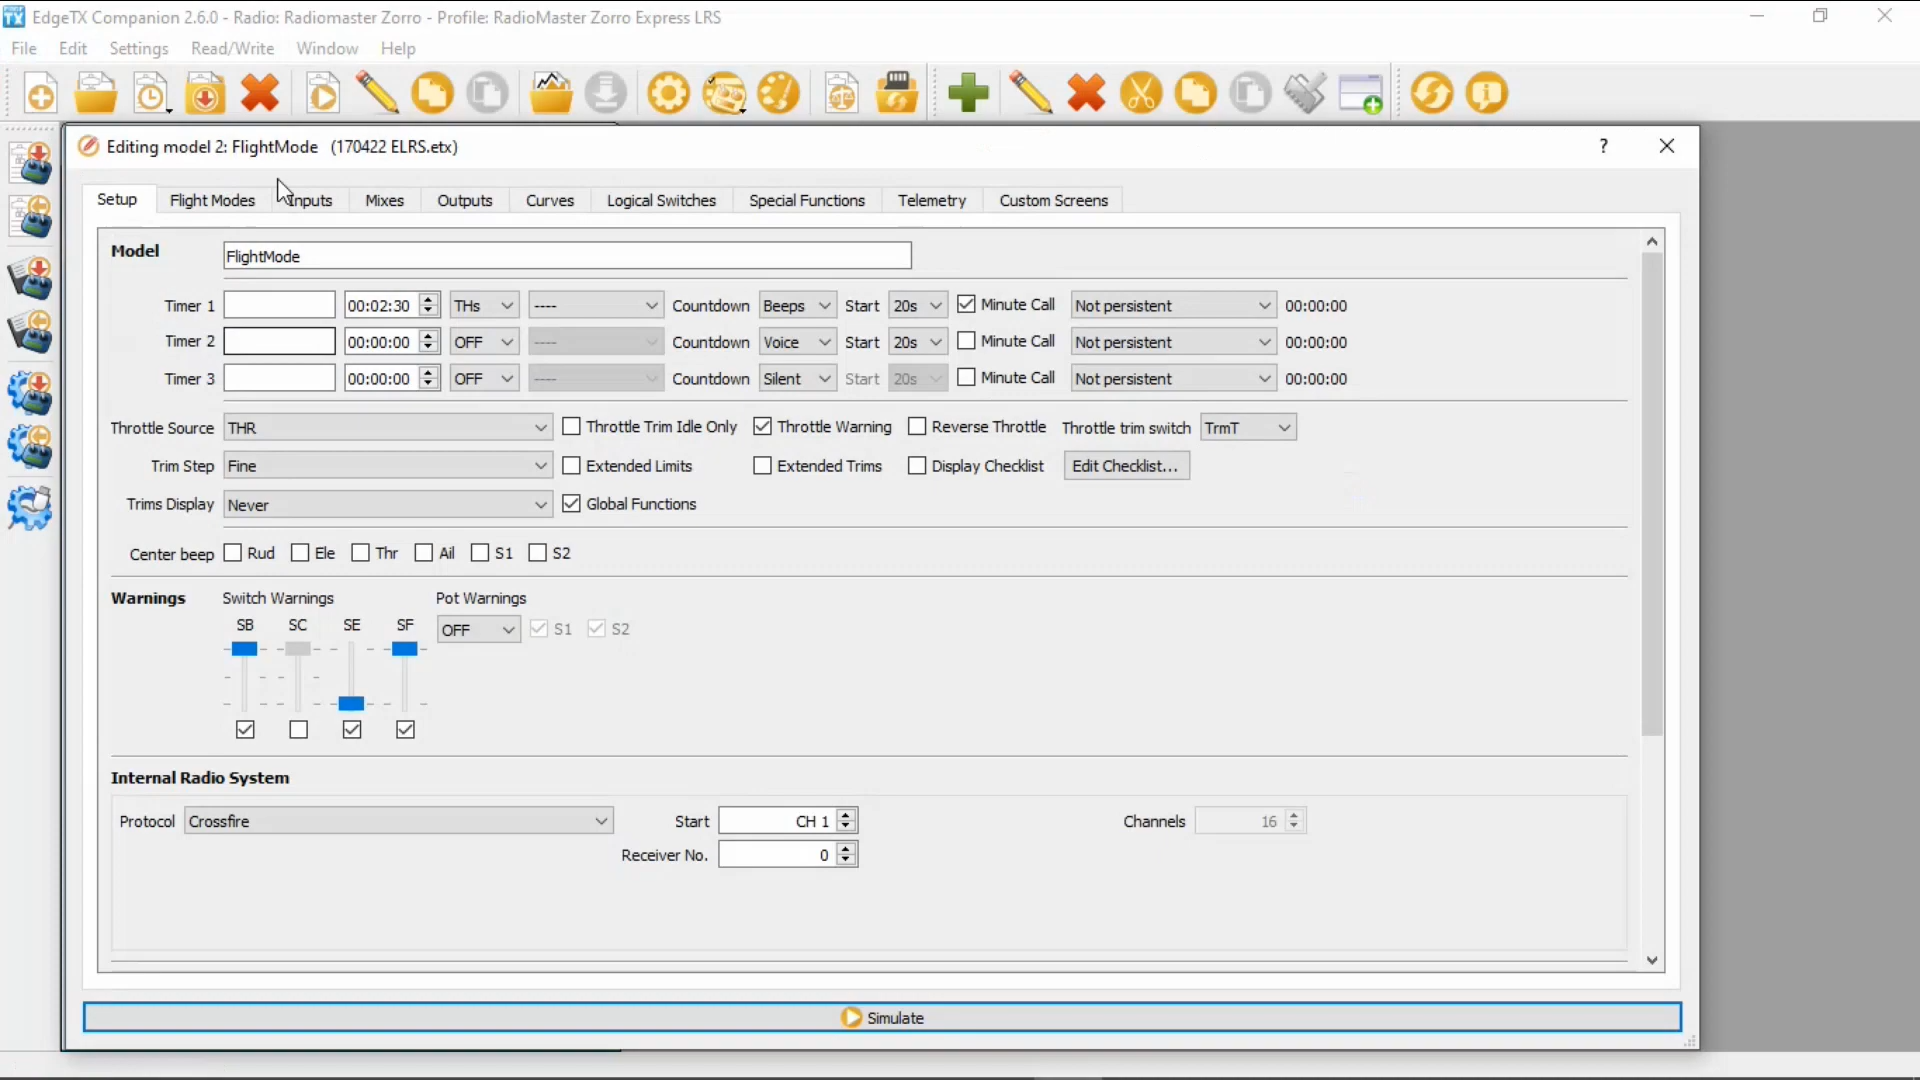 EdgeTX Companion 2.6.0 - Radio: Radiomaster Zorro - Profile: RadioMaster Zorro Express LRS
File Edit Settings Read/Write Window Help
Editing model 2: FlightMode (170422 ELRS.etx)
Setup Flight Modes Inputs Mixes Outputs Curves Logical Switches Special Functions Telemetry Custom Screens
Model FlightMode
Timer 1 00:02:30 THs ---- Countdown Beeps Start 20s Minute Call Not persistent 00:00:00
Timer 2 00:00:00 OFF ---- Countdown Voice Start 20s Minute Call Not persistent 00:00:00
Timer 3 00:00:00 OFF ---- Countdown Silent Start 20s Minute Call Not persistent 00:00:00
Throttle Source THR Throttle Trim Idle Only Throttle Warning Reverse Throttle Throttle trim switch TrmT
Trim Step Fine Extended Limits Extended Trims Display Checklist Edit Checklist...
Trims Display Never Global Functions
Center beep Rud Ele Thr Ail S1 S2
Warnings Switch Warnings Pot Warnings
SB SC SE SF OFF S1 S2
Internal Radio System
Protocol Crossfire Start CH 1 Channels 16
Receiver No. 0
Simulate